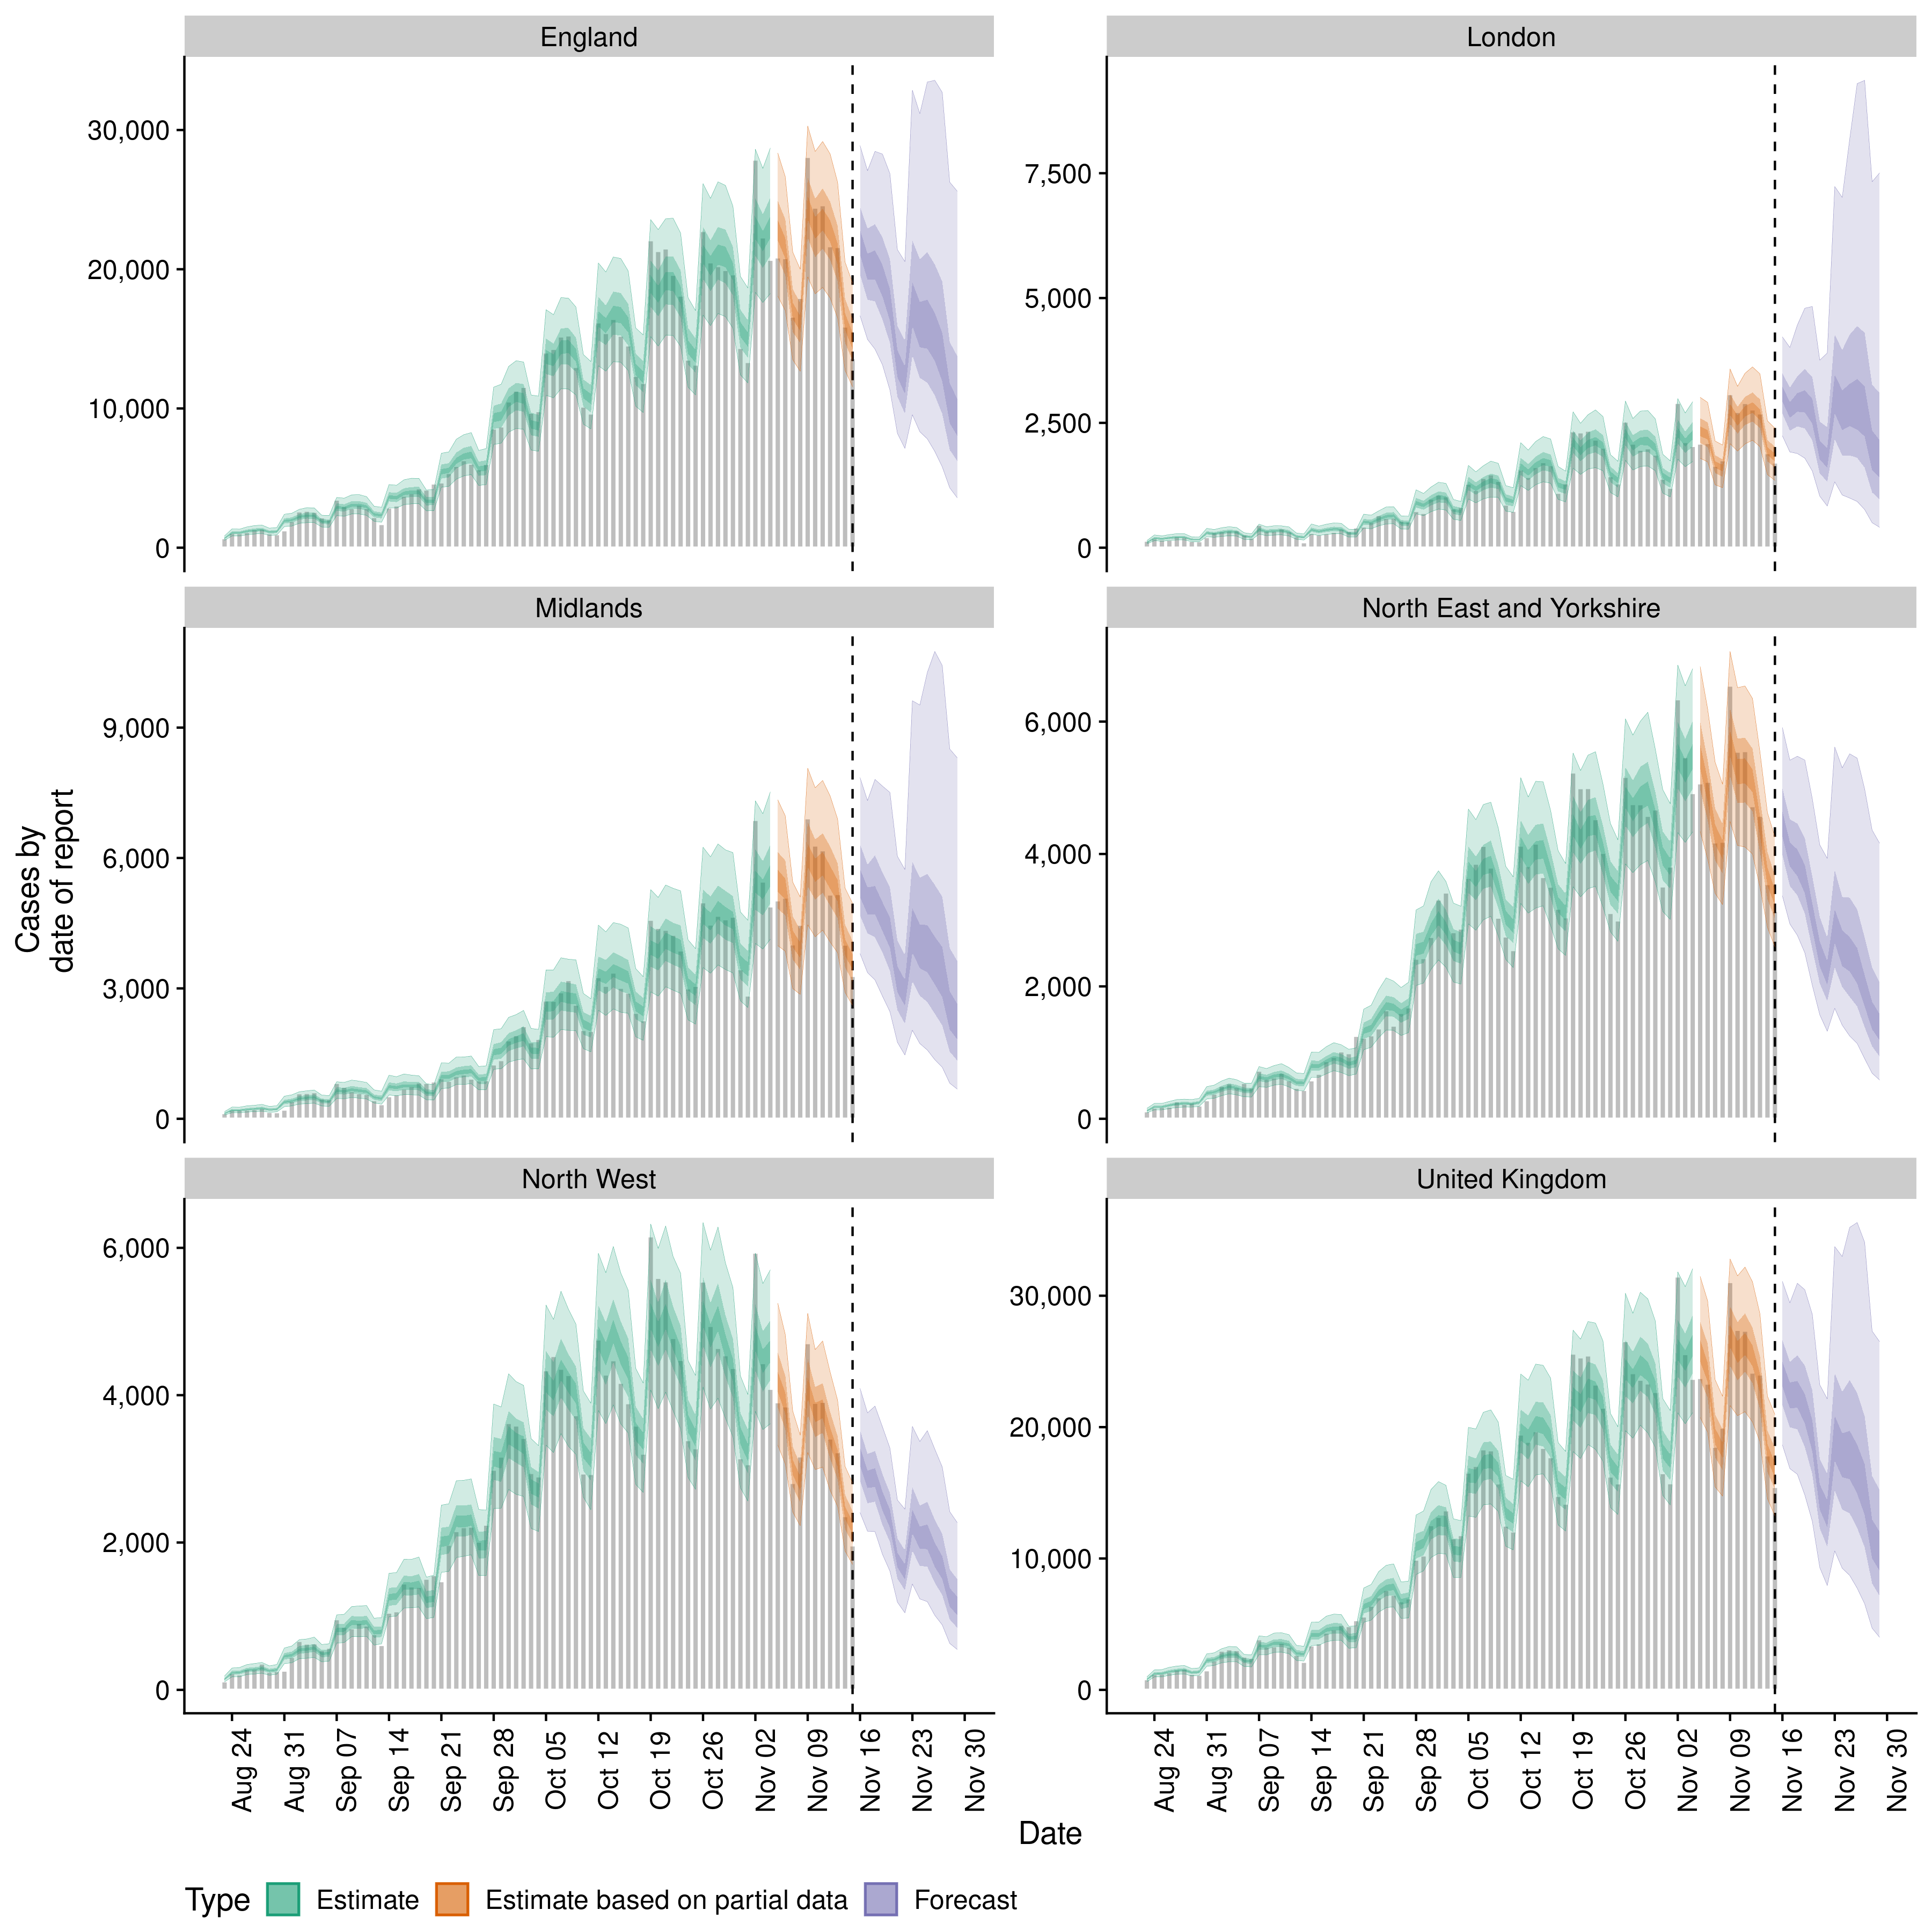 England
London
30,000
20,000
10,000
0
7,500
5,000
2,500
0
Midlands
North East and Yorkshire
9,000
6,000
3,000
0
6,000
4,000
2,000
0
North West
United Kingdom
6,000
4,000
2,000
0
30,000
20,000
10,000
0
Cases by
date of report
Aug 24
Aug 31
Sep 07
Sep 14
Sep 21
Sep 28
Oct 05
Oct 12
Oct 19
Oct 26
Nov 02
Nov 09
Nov 16
Nov 23
Nov 30
Aug 24
Aug 31
Sep 07
Sep 14
Sep 21
Sep 28
Oct 05
Oct 12
Oct 19
Oct 26
Nov 02
Nov 09
Nov 16
Nov 23
Nov 30
Date
Type Estimate Estimate based on partial data Forecast